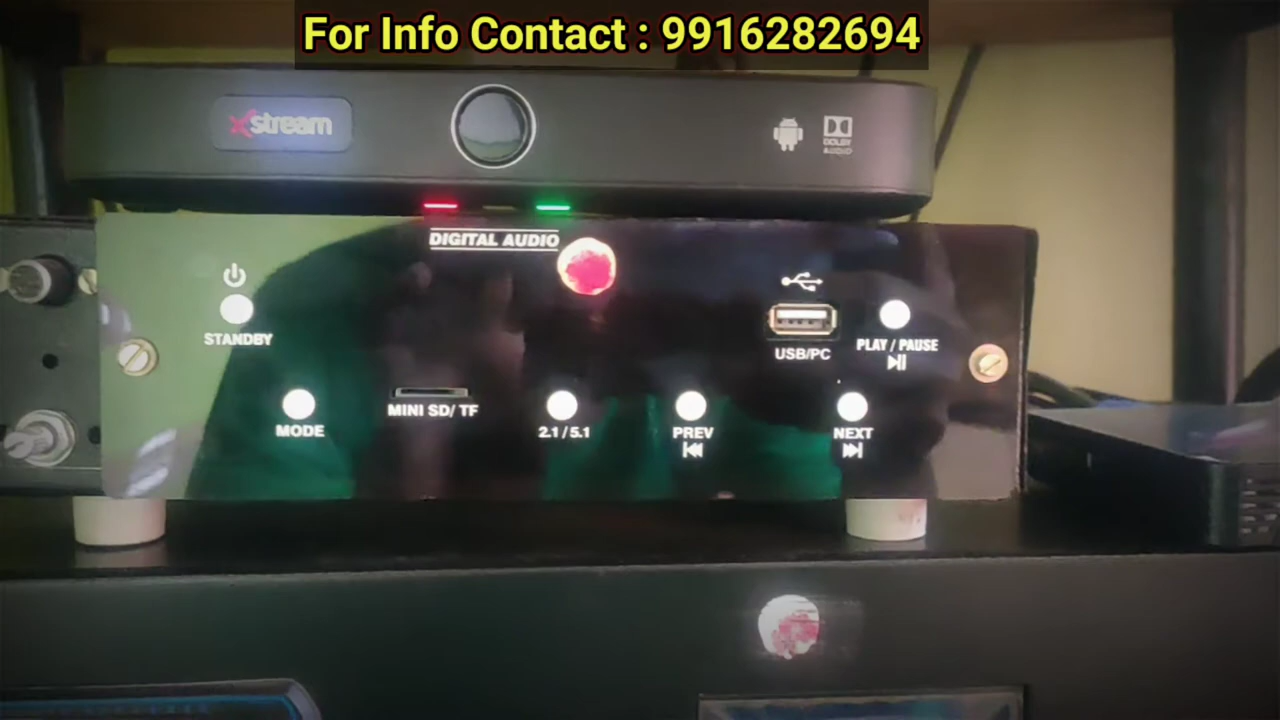 For Info Contact : 9916282694
Xstream
DOLBY
AUDIO
DIGITAL AUDIO
STANDBY
USB/PC
PLAY / PAUSE
MODE
MINI SD/ TF
2.1 / 5.1
PREV
NEXT